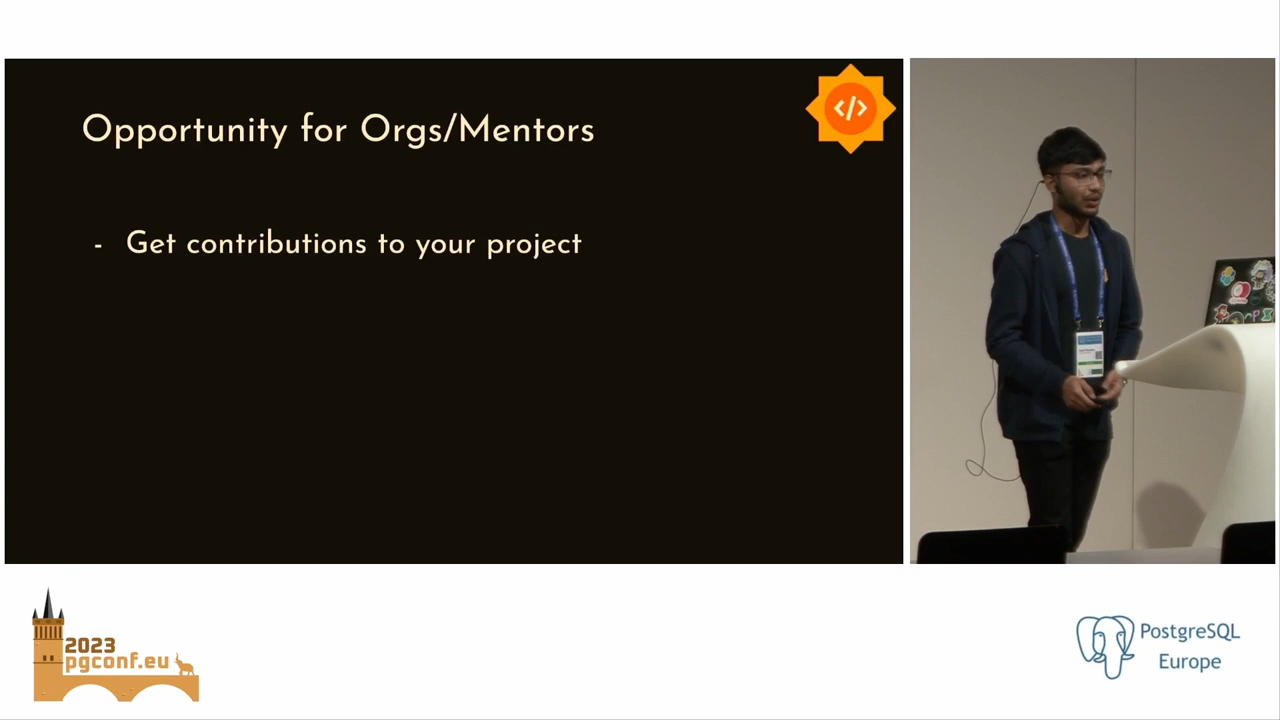 Opportunity for Orgs/Mentors
</>
- Get contributions to your project
2023
pgconf.eu
PostgreSQL
Europe